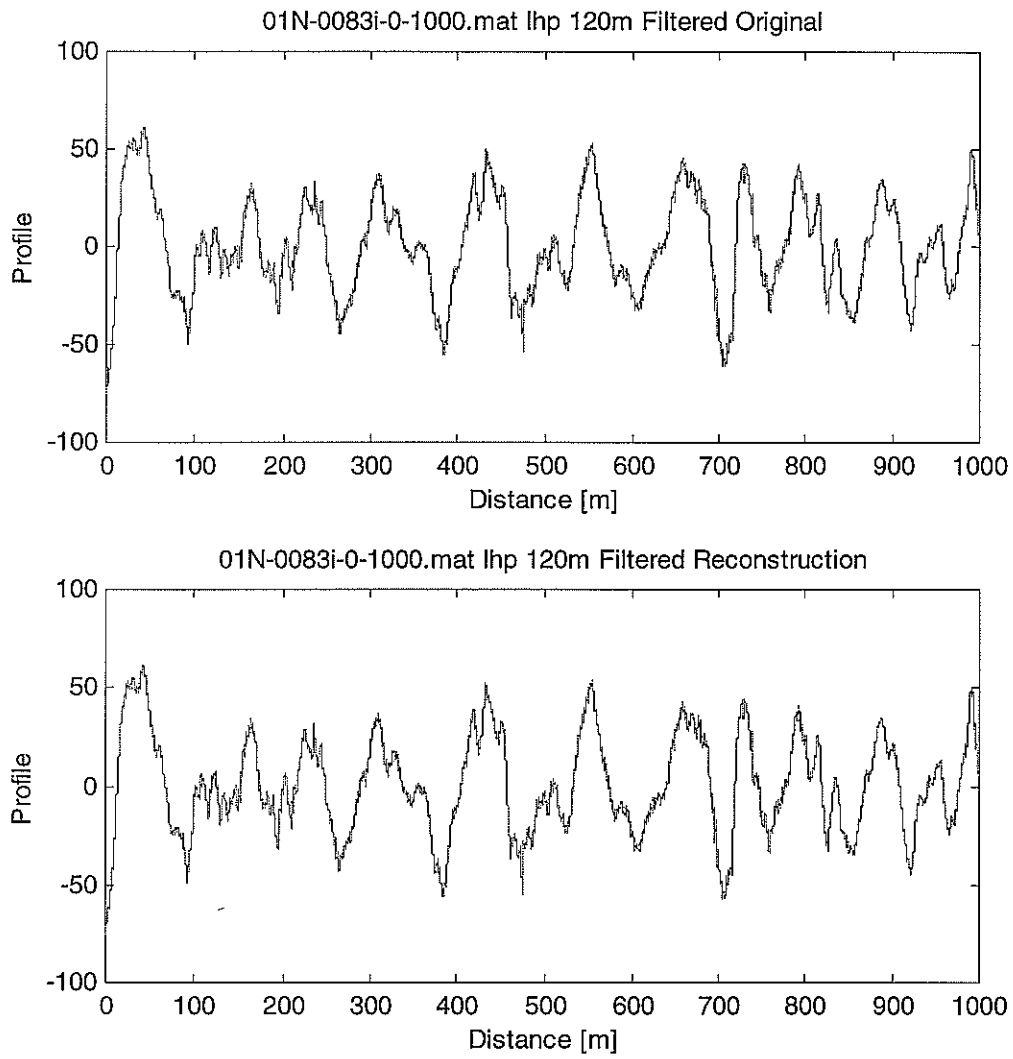 01N-0083i-0-1000.mat lhp 120m Filtered Original
100
50
0
-50
-100
Profile
0 100 200 300 400 500 600 700 800 900 1000
Distance [m]
01N-0083i-0-1000.mat lhp 120m Filtered Reconstruction
100
50
0
-50
-100
Profile
0 100 200 300 400 500 600 700 800 900 1000
Distance [m]